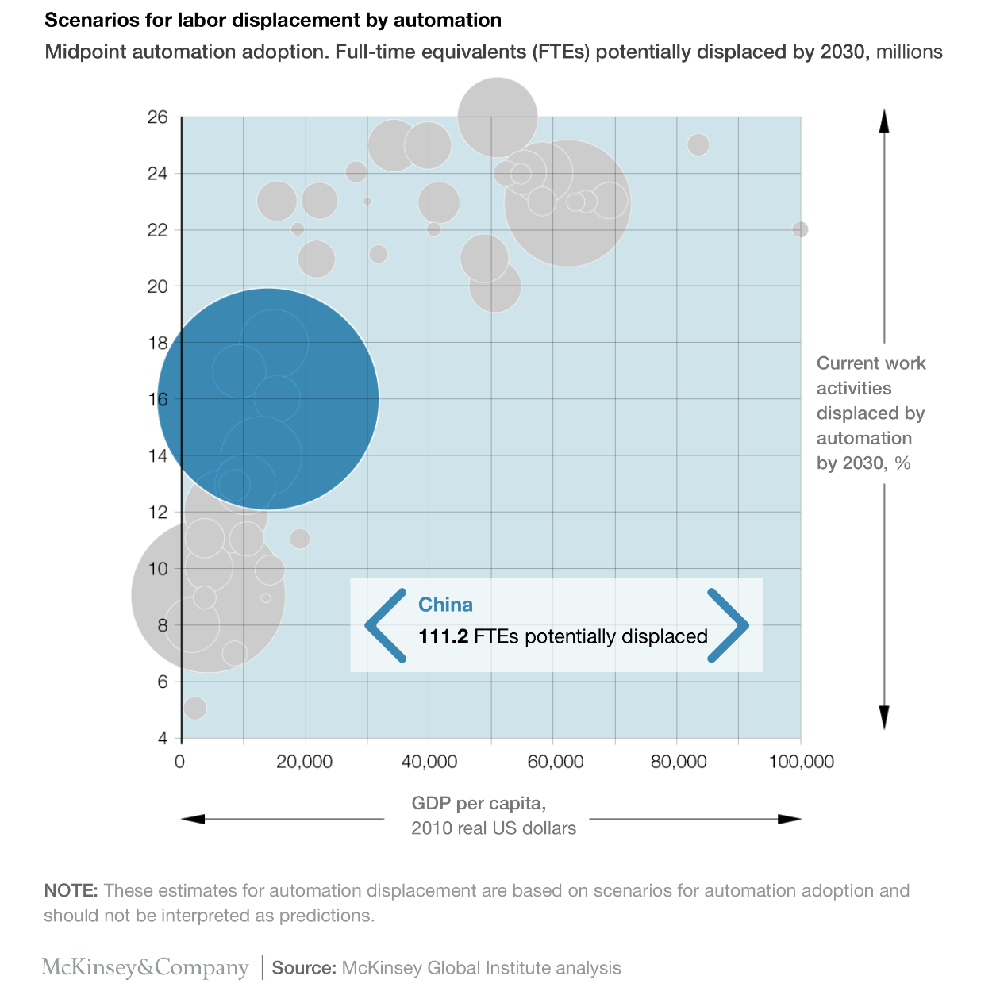 Scenarios for labor displacement by automation
Midpoint automation adoption. Full-time equivalents (FTEs) potentially displaced by 2030, millions
26
24
22
20
18
16
14
12
10
8
6
4
0
20,000
40,000
60,000
80,000
100,000
Current work
activities
displaced by
automation
by 2030, %
China
111.2 FTEs potentially displaced
GDP per capita,
2010 real US dollars
NOTE: These estimates for automation displacement are based on scenarios for automation adoption and
should not be interpreted as predictions.
McKinsey&Company | Source: McKinsey Global Institute analysis